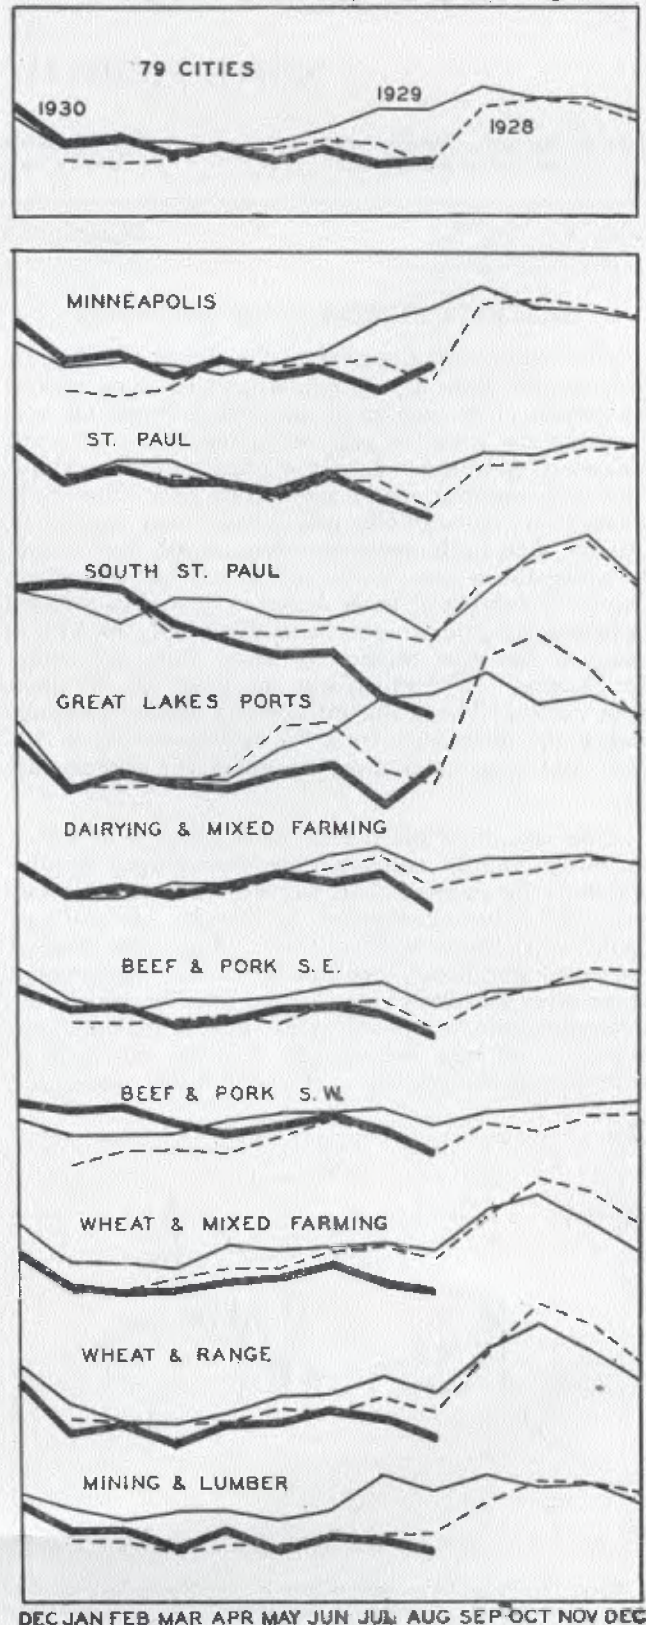 79 CITIES
1930
1929
1928
MINNEAPOLIS
ST. PAUL
SOUTH ST. PAUL
GREAT LAKES PORTS
DAIRYING & MIXED FARMING
BEEF & PORK S.E.
BEEF & PORK S.W.
WHEAT & MIXED FARMING
WHEAT & RANGE
MINING & LUMBER
DEC JAN FEB MAR APR MAY JUN JUL AUG SEP OCT NOV DEC